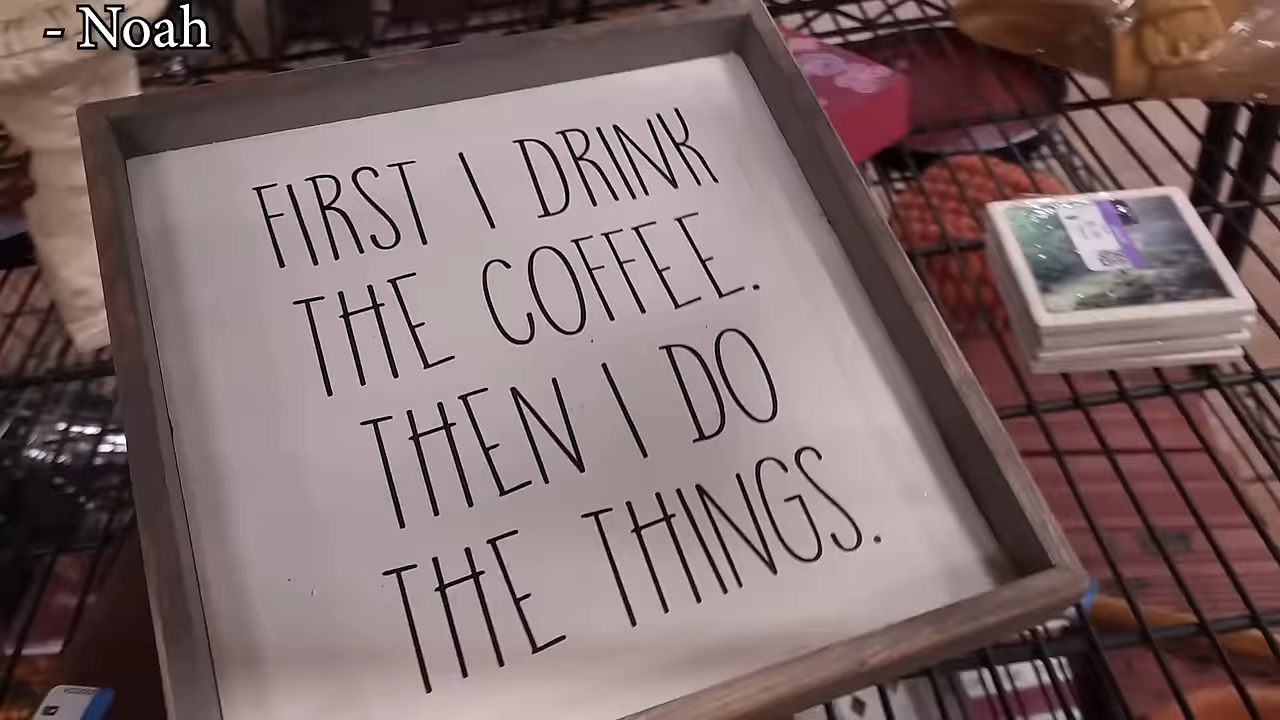 - Noah
FIRST I DRINK
THE COFFEE.
THEN I DO
THE THINGS.